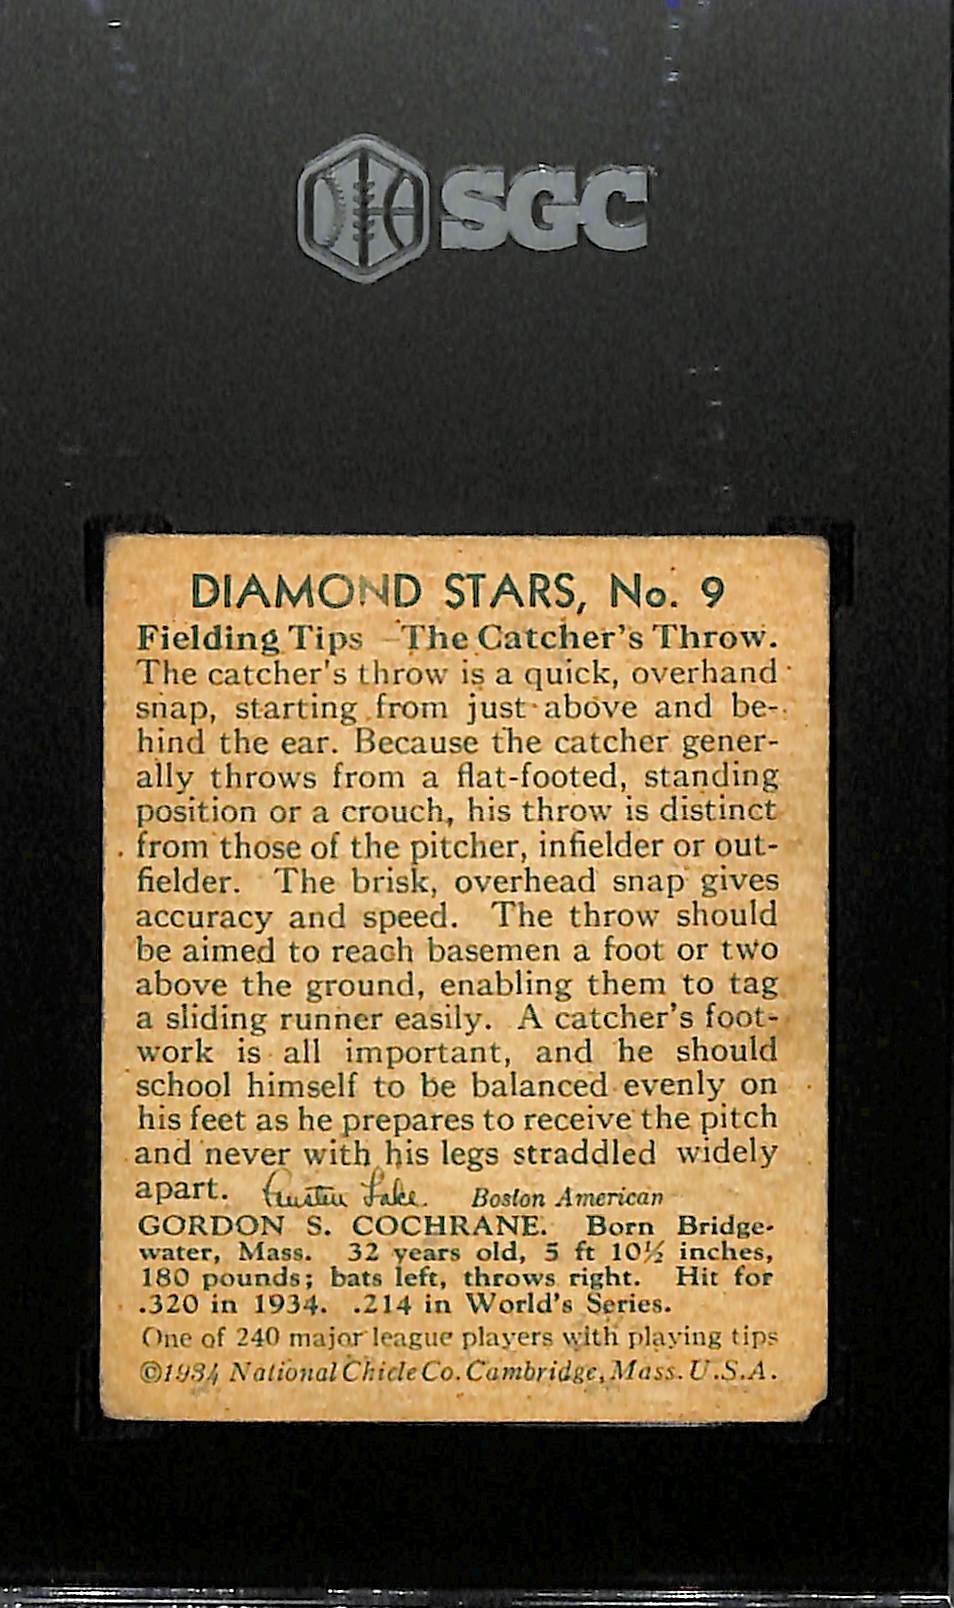 SGC
DIAMOND STARS, No. 9
Fielding Tips - The Catcher's Throw.
The catcher's throw is a quick, overhand
snap, starting from just above and be-
hind the ear. Because the catcher gener-
ally throws from a flat-footed, standing
position or a crouch, his throw is distinct
from those of the pitcher, infielder or out-
fielder. The brisk, overhead snap gives
accuracy and speed. The throw should
be aimed to reach basemen a foot or two
above the ground, enabling them to tag
a sliding runner easily. A catcher's foot-
work is all important, and he should
school himself to be balanced evenly on
his feet as he prepares to receive the pitch
and never with his legs straddled widely
apart. Austen Lake. Boston American
GORDON S. COCHRANE. Born Bridge-
water, Mass. 32 years old, 5 ft 10½ inches,
180 pounds; bats left, throws right. Hit for
.320 in 1934. .214 in World's Series.
One of 240 major league players with playing tips
©1934 National Chicle Co. Cambridge, Mass. U.S.A.